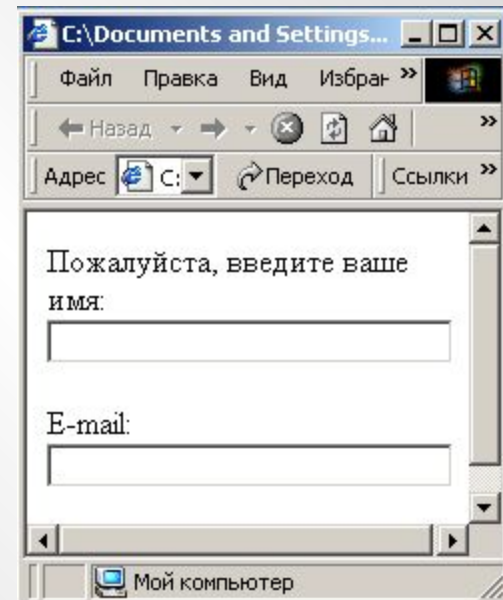 C:\Documents and Settings...
Файл Правка Вид Избран »
Назад »
Адрес C: Переход Ссылки »
Пожалуйста, введите ваше
имя:
E-mail:
Мой компьютер